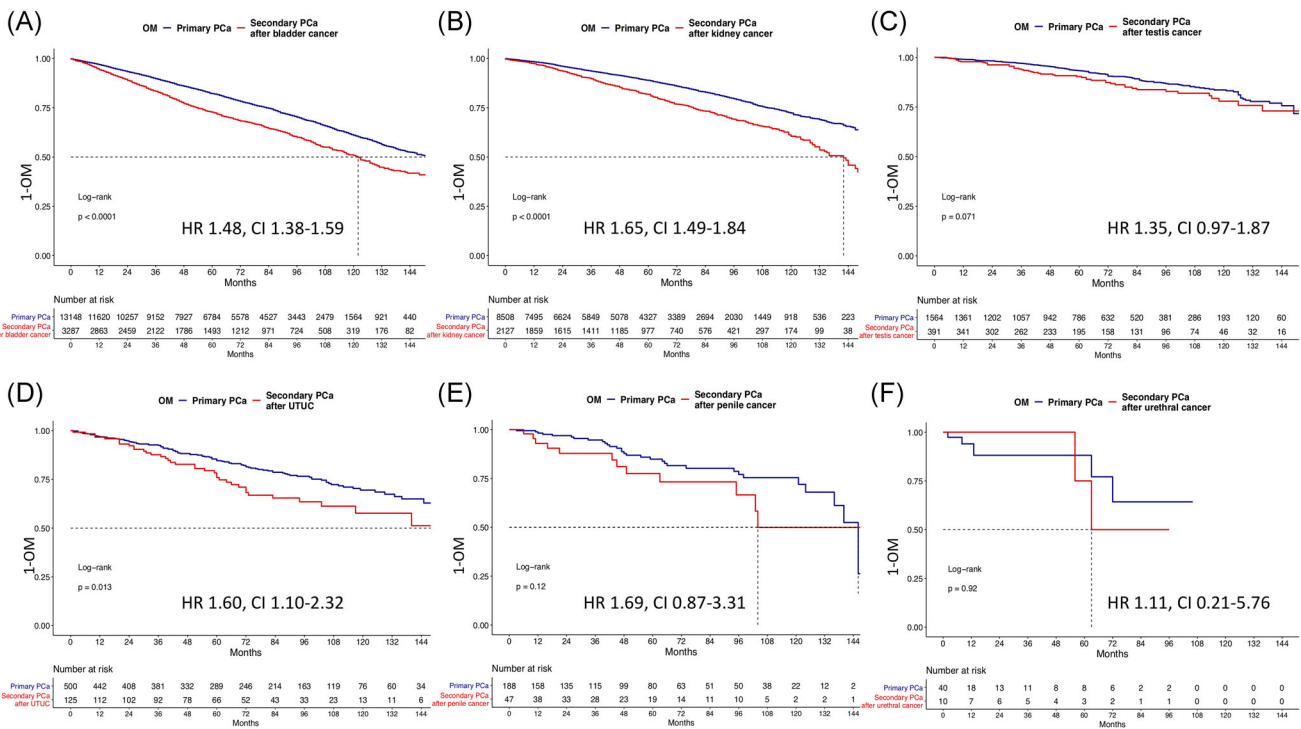 (A)
OM Primary PCa Secondary PCa
after bladder cancer
1.00
0.75
0.50
0.25
0.00
1-OM
Log-rank
p < 0.0001
HR 1.48, CI 1.38-1.59
0 12 24 36 48 60 72 84 96 108 120 132 144
Months
Number at risk
Primary PCa 13148 11620 10257 9152 7927 6784 5578 4527 3443 2479 1564 921 440
Secondary PCa
er bladder cancer 3287 2863 2459 2122 1786 1493 1212 971 724 508 319 176 82
0 12 24 36 48 60 72 84 96 108 120 132 144
Months
(B)
OM Primary PCa Secondary PCa
after kidney cancer
1.00
0.75
0.50
0.25
0.00
1-OM
Log-rank
p < 0.0001
HR 1.65, CI 1.49-1.84
0 12 24 36 48 60 72 84 96 108 120 132 144
Months
Number at risk
Primary PCa 8508 7495 6624 5849 5078 4327 3389 2694 2030 1449 918 536 223
Secondary PCa
after kidney cancer 2127 1859 1615 1411 1185 977 740 576 421 297 174 99 38
0 12 24 36 48 60 72 84 96 108 120 132 144
Months
(C)
OM Primary PCa Secondary PCa
after testis cancer
1.00
0.75
0.50
0.25
0.00
1-OM
Log-rank
p = 0.071
HR 1.35, CI 0.97-1.87
0 12 24 36 48 60 72 84 96 108 120 132 144
Months
Number at risk
Primary PCa 1564 1361 1202 1057 942 786 632 520 381 286 193 120 60
Secondary PCa
after testis cancer 391 341 302 262 233 195 158 131 96 74 46 32 16
0 12 24 36 48 60 72 84 96 108 120 132 144
Months
(D)
OM Primary PCa Secondary PCa
after UTUC
1.00
0.75
0.50
0.25
0.00
1-OM
Log-rank
p = 0.013
HR 1.60, CI 1.10-2.32
0 12 24 36 48 60 72 84 96 108 120 132 144
Months
Number at risk
Primary PCa 500 442 408 381 332 289 246 214 163 119 76 60 34
Secondary PCa
after UTUC 125 112 102 92 78 66 52 43 33 23 13 11 6
0 12 24 36 48 60 72 84 96 108 120 132 144
Months
(E)
OM Primary PCa Secondary PCa
after penile cancer
1.00
0.75
0.50
0.25
0.00
1-OM
Log-rank
p = 0.12
HR 1.69, CI 0.87-3.31
0 12 24 36 48 60 72 84 96 108 120 132 144
Months
Number at risk
Primary PCa 188 158 135 115 99 80 63 51 50 38 22 12 2
Secondary PCa
after penile cancer 47 38 33 28 23 19 14 11 10 5 2 2 1
0 12 24 36 48 60 72 84 96 108 120 132 144
Months
(F)
OM Primary PCa Secondary PCa
after urethral cancer
1.00
0.75
0.50
0.25
0.00
1-OM
Log-rank
p = 0.92
HR 1.11, CI 0.21-5.76
0 12 24 36 48 60 72 84 96 108 120 132 144
Months
Number at risk
Primary PCa 40 18 13 11 8 8 6 2 2 0 0 0 0
Secondary PCa
after urethral cancer 10 7 6 5 4 3 2 1 1 0 0 0 0
0 12 24 36 48 60 72 84 96 108 120 132 144
Months